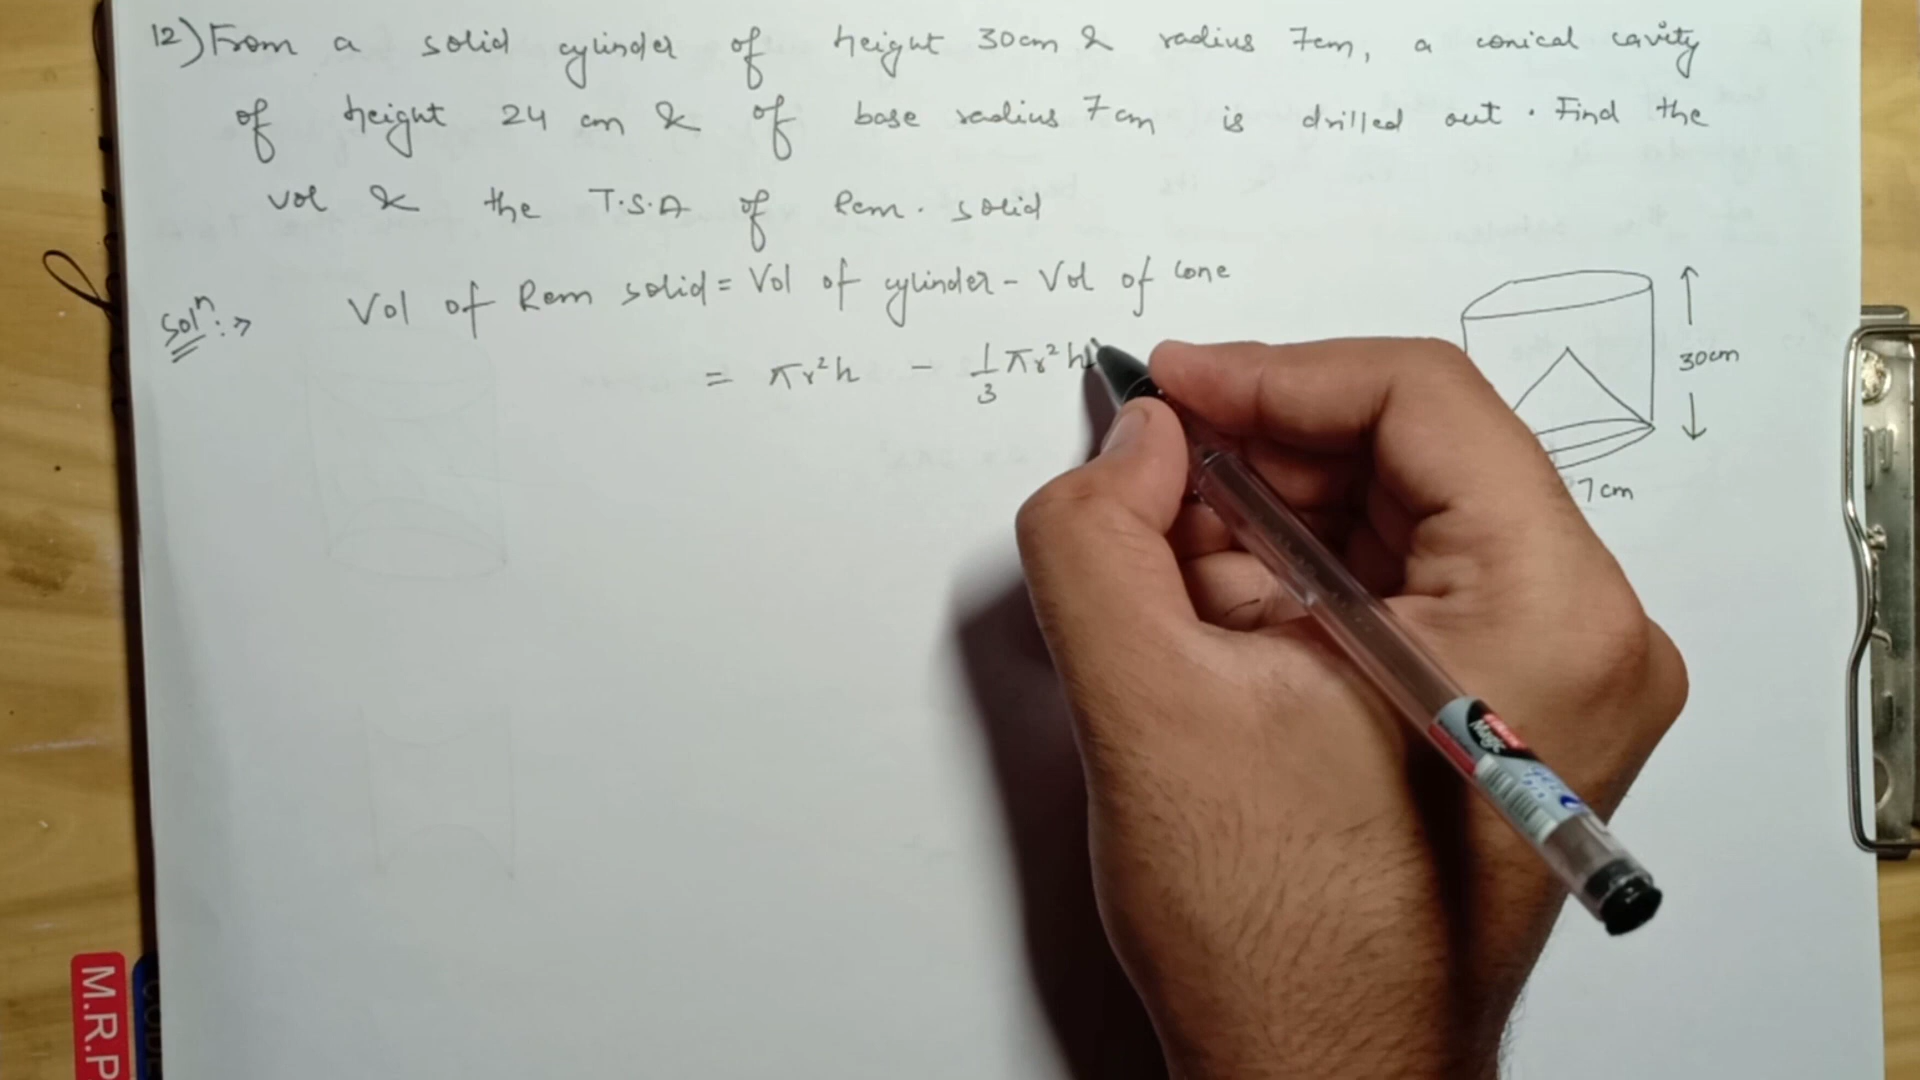 12) From a solid cylinder of height 30cm & radius 7cm, a conical cavity
of height 24 cm & of base radius 7cm is drilled out. Find the
vol & the T.S.A of Rem. solid
Solⁿ:→ Vol of Rem solid = Vol of cylinder - Vol of cone
= πr²h - 1/3 πr²h
30cm
7cm
Magic
M.R.P